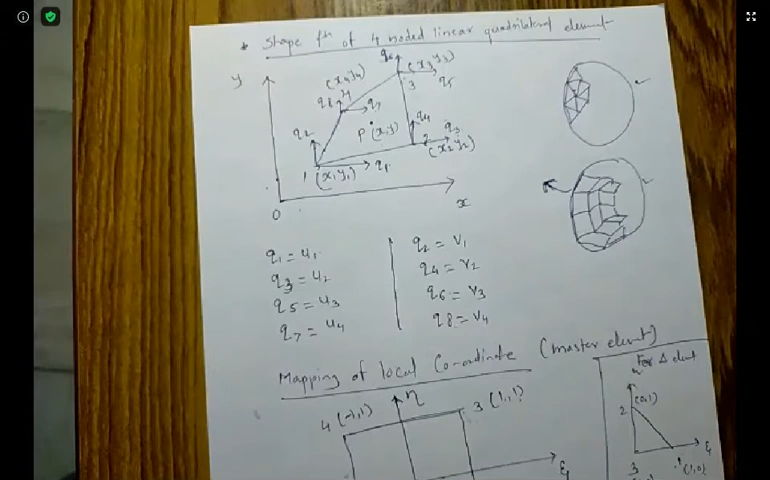 * Shape fn of 4 noded linear quadrilateral element
y
q6
(x3 y3)
(x4 y4)
3
q5
q8
4
q7
q4
q2
P (x,y)
2
q3
(x2 y2)
1 (x1 y1)
q1
0
x
q1 = u1
q2 = v1
q3 = u2
q4 = v2
q5 = u3
q6 = v3
q7 = u4
q8 = v4
Mapping of local Co-ordinate (master elemt)
η
4 (-1,1)
3 (1,1)
ξ
For Δ elemt
2
(0,1)
ξ
3
1 (1,0)